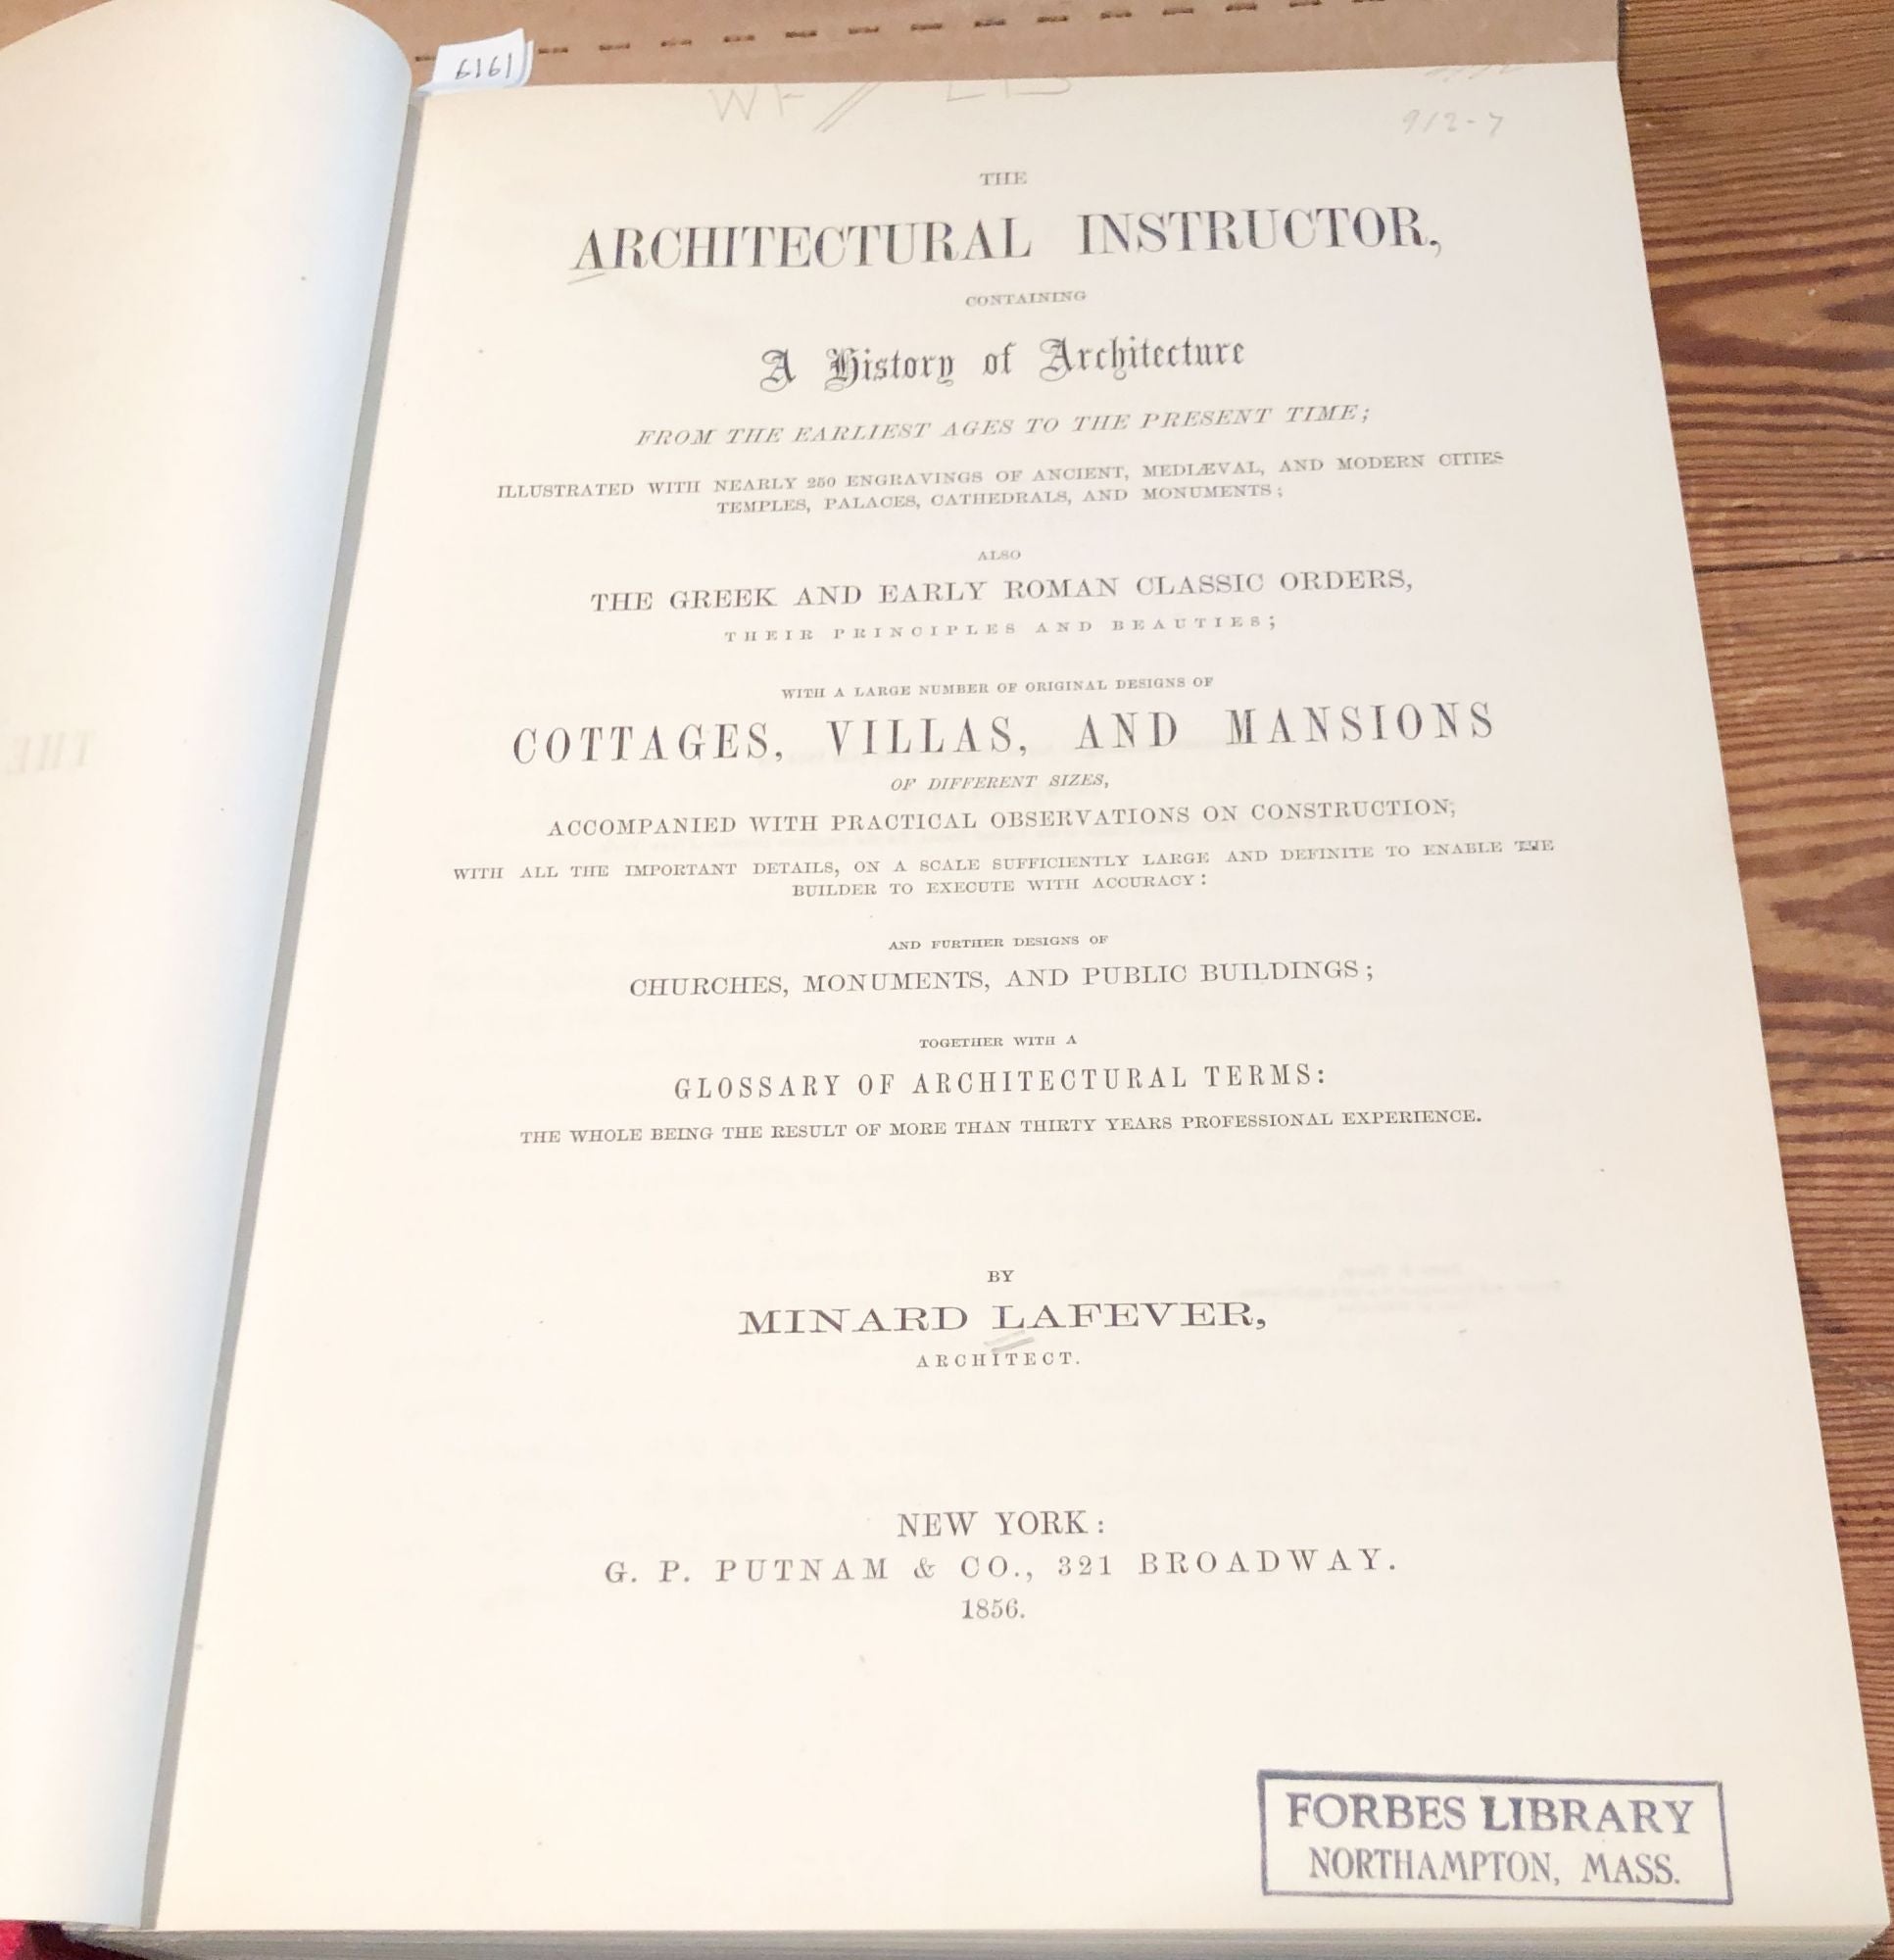 6161
912-7
THE
ARCHITECTURAL INSTRUCTOR,
CONTAINING
A History of Architecture
FROM THE EARLIEST AGES TO THE PRESENT TIME;
ILLUSTRATED WITH NEARLY 250 ENGRAVINGS OF ANCIENT, MEDIÆVAL, AND MODERN CITIES
TEMPLES, PALACES, CATHEDRALS, AND MONUMENTS;
ALSO
THE GREEK AND EARLY ROMAN CLASSIC ORDERS,
THEIR PRINCIPLES AND BEAUTIES;
WITH A LARGE NUMBER OF ORIGINAL DESIGNS OF
COTTAGES, VILLAS, AND MANSIONS
OF DIFFERENT SIZES,
ACCOMPANIED WITH PRACTICAL OBSERVATIONS ON CONSTRUCTION,
WITH ALL THE IMPORTANT DETAILS, ON A SCALE SUFFICIENTLY LARGE AND DEFINITE TO ENABLE THE
BUILDER TO EXECUTE WITH ACCURACY:
AND FURTHER DESIGNS OF
CHURCHES, MONUMENTS, AND PUBLIC BUILDINGS;
TOGETHER WITH A
GLOSSARY OF ARCHITECTURAL TERMS:
THE WHOLE BEING THE RESULT OF MORE THAN THIRTY YEARS PROFESSIONAL EXPERIENCE.
BY
MINARD LAFEVER,
ARCHITECT.
NEW YORK:
G. P. PUTNAM & CO., 321 BROADWAY.
1856.
FORBES LIBRARY
NORTHAMPTON, MASS.